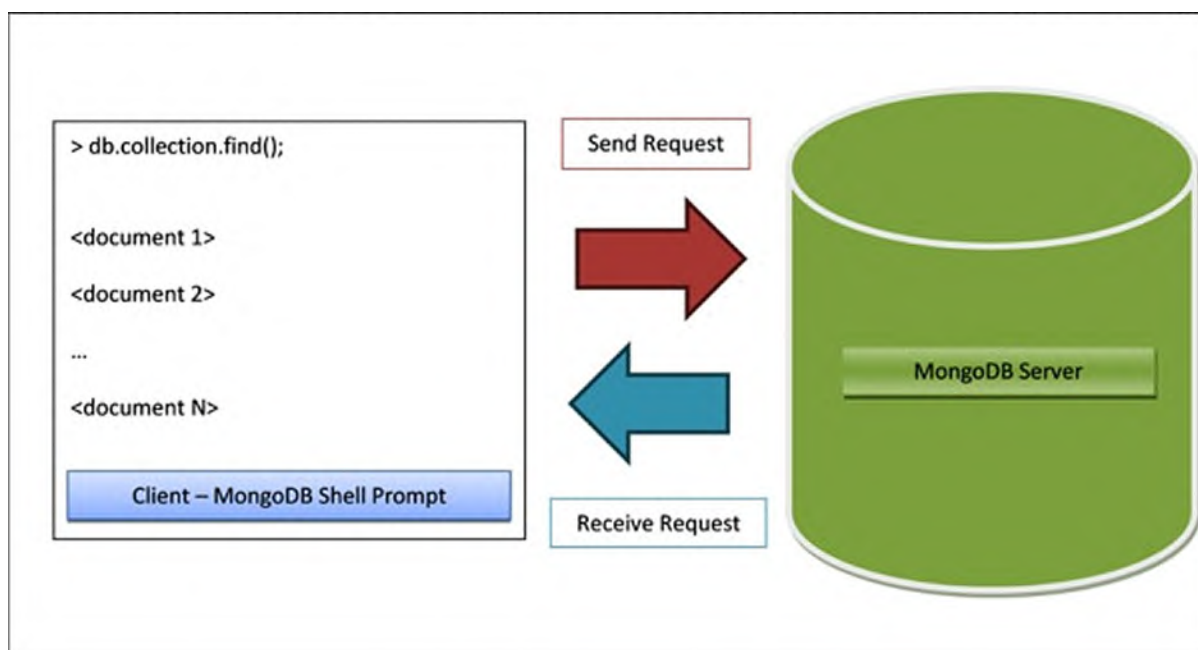 > db.collection.find();
<document 1>
<document 2>
...
<document N>
Client – MongoDB Shell Prompt
Send Request
Receive Request
MongoDB Server